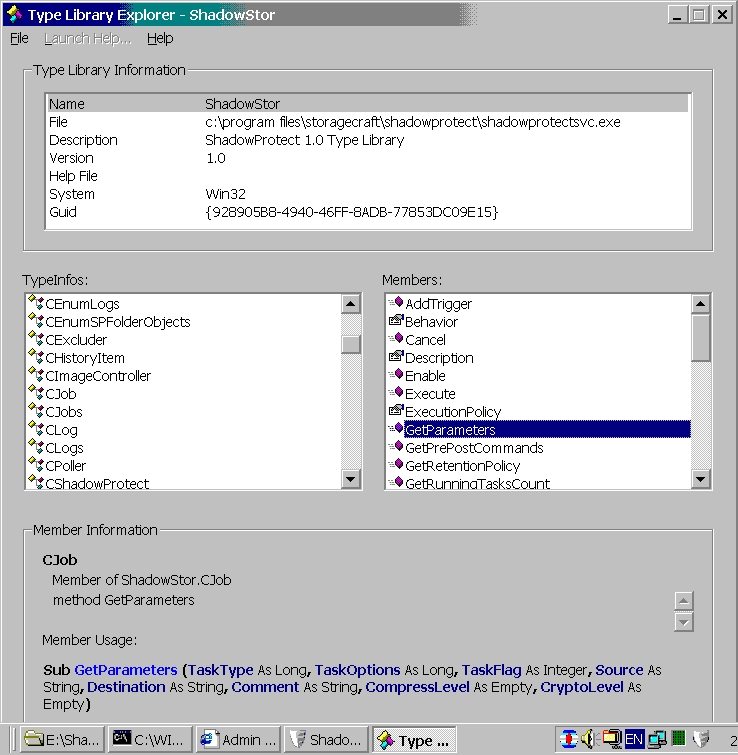 Type Library Explorer - ShadowStor
File Launch Help... Help
Type Library Information
Name ShadowStor
File c:\program files\storagecraft\shadowprotect\shadowprotectsvc.exe
Description ShadowProtect 1.0 Type Library
Version 1.0
Help File
System Win32
Guid {928905B8-4940-46FF-8ADB-77853DC09E15}
TypeInfos:
CEnumLogs
CEnumSPFolderObjects
CExcluder
CHistoryItem
CImageController
CJob
CJobs
CLog
CLogs
CPoller
CShadowProtect
Members:
AddTrigger
Behavior
Cancel
Description
Enable
Execute
ExecutionPolicy
GetParameters
GetPrePostCommands
GetRetentionPolicy
GetRunningTasksCount
Member Information
CJob
Member of ShadowStor.CJob
method GetParameters
Member Usage:
Sub GetParameters (TaskType As Long, TaskOptions As Long, TaskFlag As Integer, Source As
String, Destination As String, Comment As String, CompressLevel As Empty, CryptoLevel As
Empty)
E:\Sha... C:\WI... Admin ... Shado... Type ... EN 2